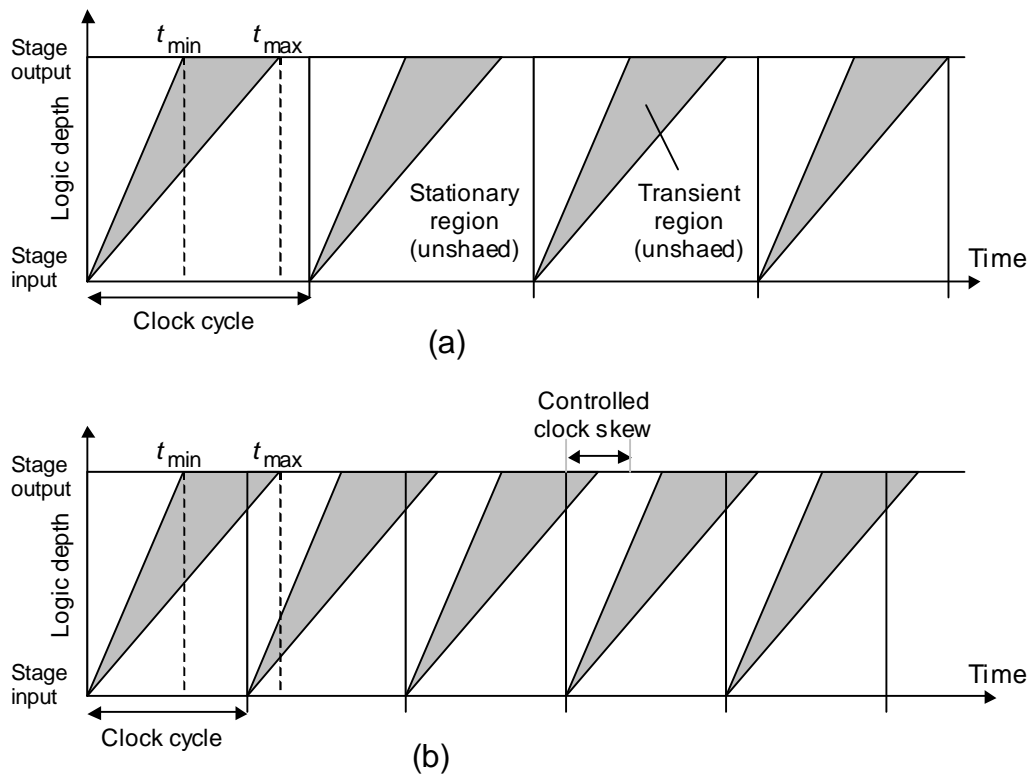 Stage
output
t min
t max
Logic depth
Stationary
region
(unshaed)
Transient
region
(unshaed)
Stage
input
Time
Clock cycle
(a)
Controlled
clock skew
Stage
output
t min
t max
Logic depth
Stage
input
Time
Clock cycle
(b)